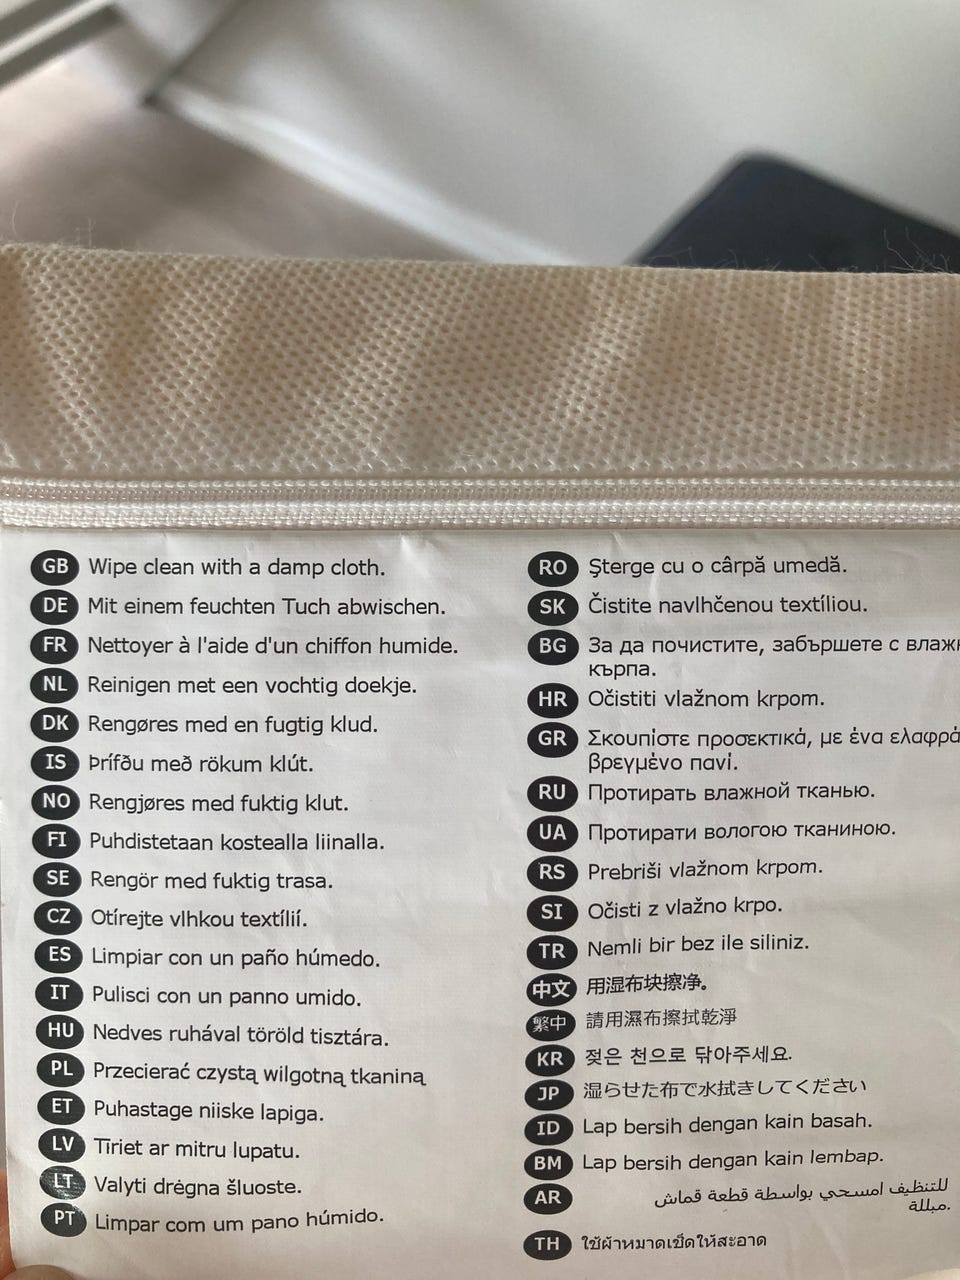 GB Wipe clean with a damp cloth.
DE Mit einem feuchten Tuch abwischen.
FR Nettoyer à l'aide d'un chiffon humide.
NL Reinigen met een vochtig doekje.
DK Rengøres med en fugtig klud.
IS Þrífðu með rökum klút.
NO Rengjøres med fuktig klut.
FI Puhdistetaan kostealla liinalla.
SE Rengör med fuktig trasa.
CZ Otírejte vlhkou textílií.
ES Limpiar con un paño húmedo.
IT Pulisci con un panno umido.
HU Nedves ruhával töröld tisztára.
PL Przecierać czystą wilgotną tkaniną
ET Puhastage niiske lapiga.
LV Tīriet ar mitru lupatu.
LT Valyti drėgna šluoste.
PT Limpar com um pano húmido.
RO Şterge cu o cârpă umedă.
SK Čistite navlhčenou textíliou.
BG За да почистите, забършете с
кърпа.
HR Očistiti vlažnom krpom.
GR Σκουπίστε προσεκτικά, με ένα ελαφρά
βρεγμένο πανί.
RU Протирать влажной тканью.
UA Протирати вологою тканиною.
RS Prebriši vlažnom krpom.
SI Očisti z vlažno krpo.
TR Nemli bir bez ile siliniz.
中文 用湿布块擦净。
繁中 請用濕布擦拭乾淨
KR 젖은 천으로 닦아주세요.
JP 湿らせた布で水拭きしてください
ID Lap bersih dengan kain basah.
BM Lap bersih dengan kain lembap.
AR للتنظيف امسحي بواسطة قطعة قماش
مبللة.
TH ใช้ผ้าหมาดเช็ดให้สะอาด